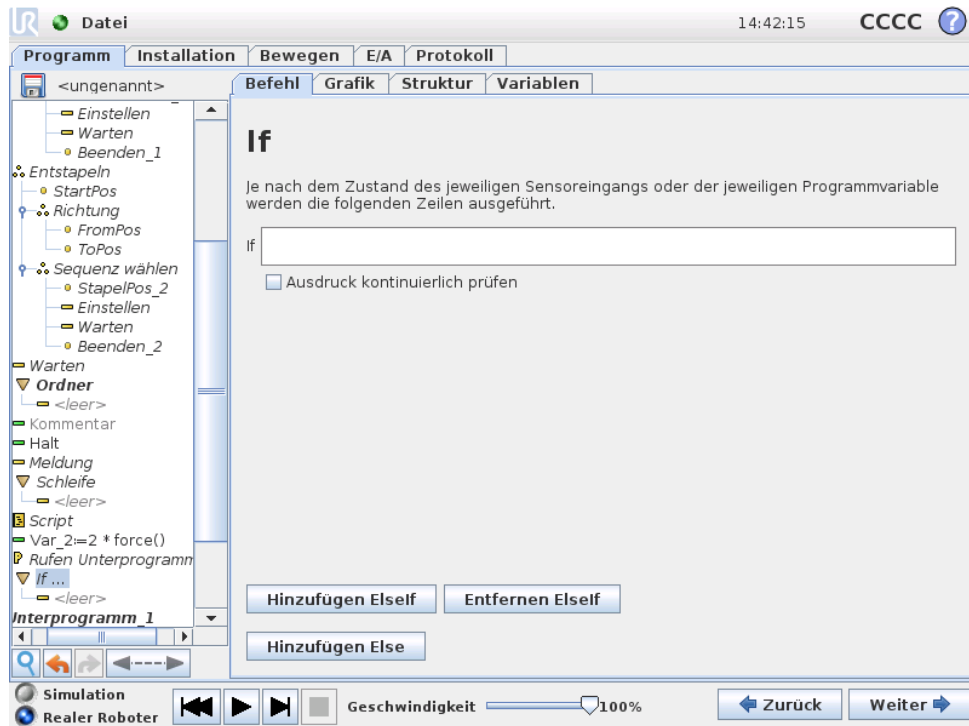 UR Datei 14:42:15 CCCC ?
Programm Installation Bewegen E/A Protokoll
<ungenannt>
Befehl Grafik Struktur Variablen
Einstellen
Warten
Beenden_1
Entstapeln
StartPos
Richtung
FromPos
ToPos
Sequenz wählen
StapelPos_2
Einstellen
Warten
Beenden_2
Warten
Ordner
<leer>
Kommentar
Halt
Meldung
Schleife
<leer>
Script
Var_2:=2 * force()
Rufen Unterprogramm
If ...
<leer>
Interprogramm_1
If
Je nach dem Zustand des jeweiligen Sensoreingangs oder der jeweiligen Programmvariable
werden die folgenden Zeilen ausgeführt.
If
Ausdruck kontinuierlich prüfen
Hinzufügen ElseIf Entfernen ElseIf
Hinzufügen Else
Simulation
Realer Roboter
Geschwindigkeit 100%
Zurück Weiter